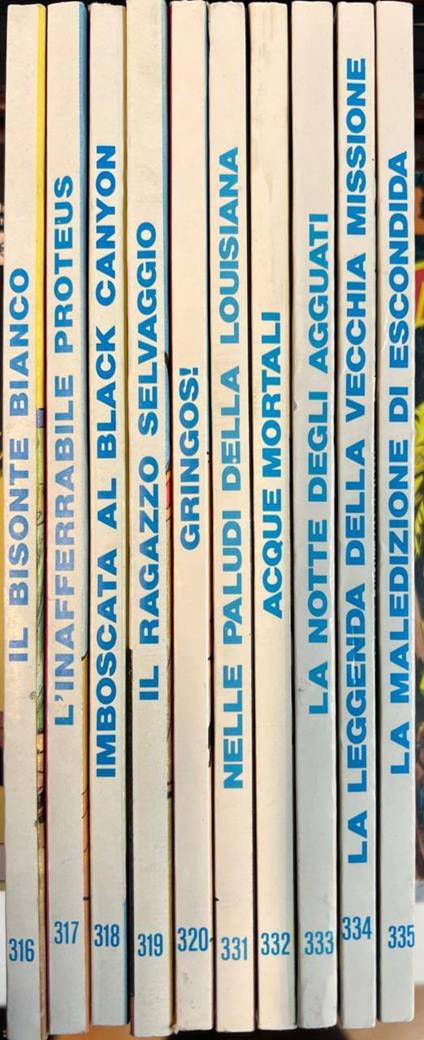 IL BISONTE BIANCO
316
L'INAFFERRABILE PROTEUS
317
IMBOSCATA AL BLACK CANYON
318
IL RAGAZZO SELVAGGIO
319
GRINGOS!
320
NELLE PALUDI DELLA LOUISIANA
331
ACQUE MORTALI
332
LA NOTTE DEGLI AGGUATI
333
LA LEGGENDA DELLA VECCHIA MISSIONE
334
LA MALEDIZIONE DI ESCONDIDA
335